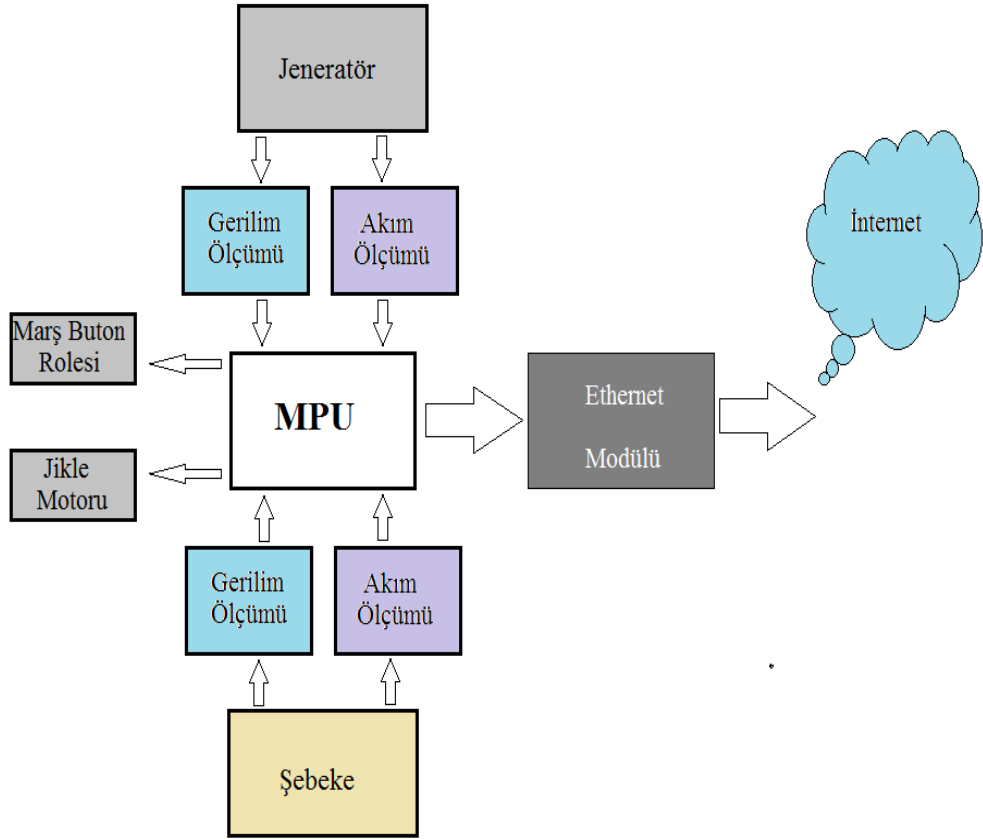 Jeneratör
Gerilim
Ölçümü
Akım
Ölçümü
İnternet
Marş Buton
Rolesi
MPU
Ethernet
Modülü
Jikle
Motoru
Gerilim
Ölçümü
Akım
Ölçümü
Şebeke